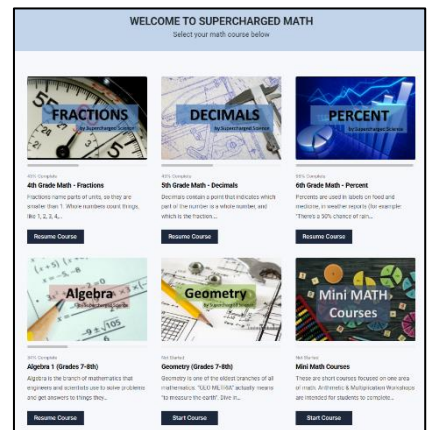 WELCOME TO SUPERCHARGED MATH
Select your math course below
FRACTIONS
by Supercharged Science
DECIMALS
by Supercharged Science
PERCENT
by Supercharged Science
4th Grade Math - Fractions
Fractions name parts of units, so they are
smaller than 1. Whole numbers count things,
like 1, 2, 3, 4...
Resume Course
5th Grade Math - Decimals
Decimals contain a point that indicates which
part of the number is a whole number, and
which is the fraction...
Resume Course
6th Grade Math - Percent
Percents are used in labels on food and
medicine, in weather reports (for example:
"There's a 50% chance of rain...
Resume Course
Algebra
by Supercharged Science
Geometry
by Supercharged Science
Mini MATH
Courses
Complete
Algebra 1 (Grades 7-8th)
Algebra is the branch of mathematics that
engineers and scientists use to solve problems
and get answers to things they...
Resume Course
Not Started
Geometry (Grades 7-8th)
Geometry is one of the oldest branches of all
mathematics. "GEO METRIA" actually means
"to measure the earth". Dive in...
Start Course
Not Started
Mini Math Courses
These are short courses focused on one area
of math. Arithmetic & Multiplication Workshops
are intended for students to complete...
Start Course